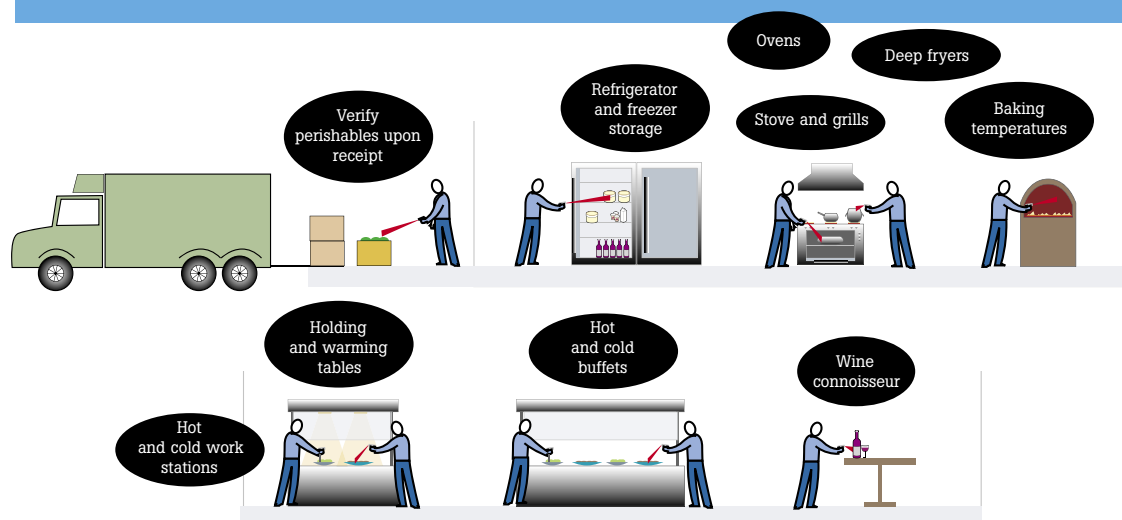 Ovens
Deep fryers
Refrigerator
and freezer
storage
Verify
perishables upon
receipt
Stove and grills
Baking
temperatures
Holding
and warming
tables
Hot
and cold
buffets
Wine
connoisseur
Hot
and cold work
stations